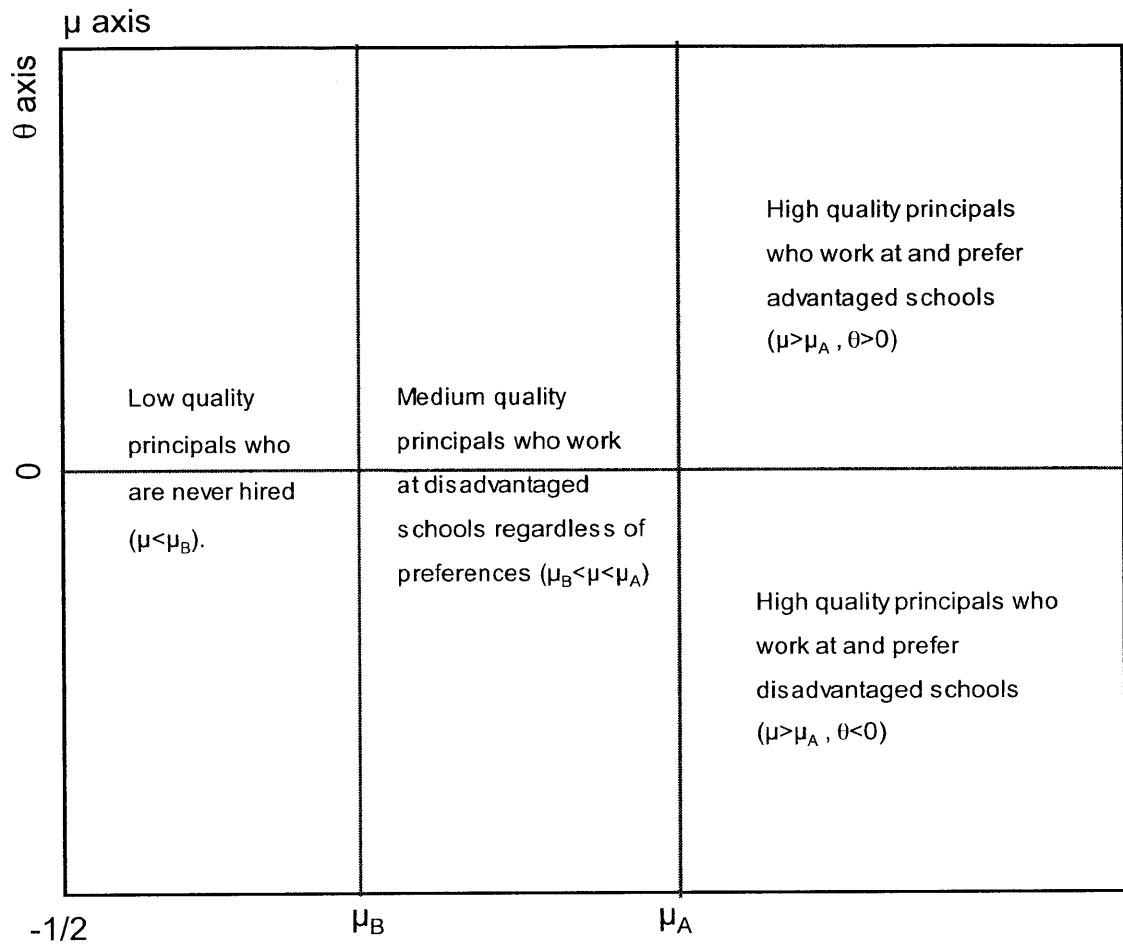 μ axis
θ axis
High quality principals
who work at and prefer
advantaged schools
(μ>μA , θ>0)
Low quality
principals who
are never hired
(μ<μB).
Medium quality
principals who work
at disadvantaged
schools regardless of
preferences (μB<μ<μA)
0
High quality principals who
work at and prefer
disadvantaged schools
(μ>μA , θ<0)
-1/2
μB
μA